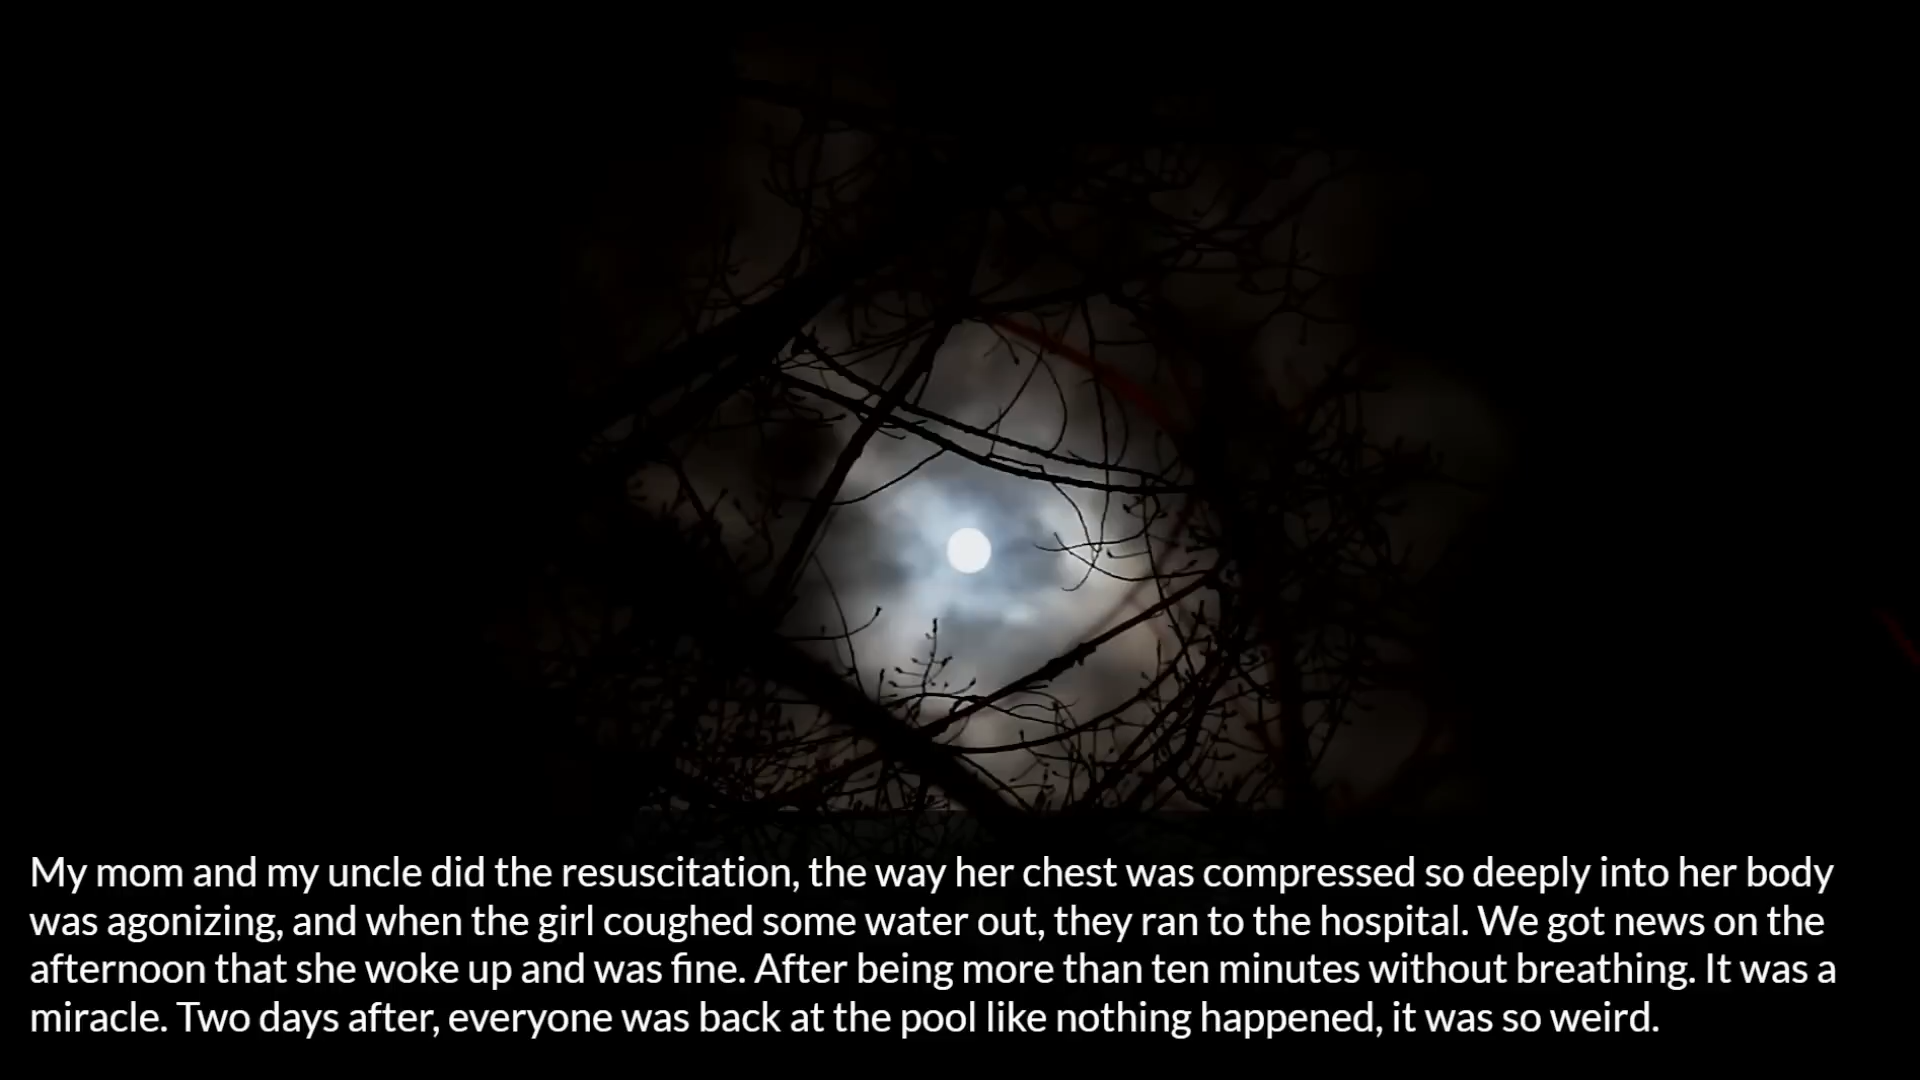 My mom and my uncle did the resuscitation, the way her chest was compressed so deeply into her body
was agonizing, and when the girl coughed some water out, they ran to the hospital. We got news on the
afternoon that she woke up and was fine. After being more than ten minutes without breathing. It was a
miracle. Two days after, everyone was back at the pool like nothing happened, it was so weird.